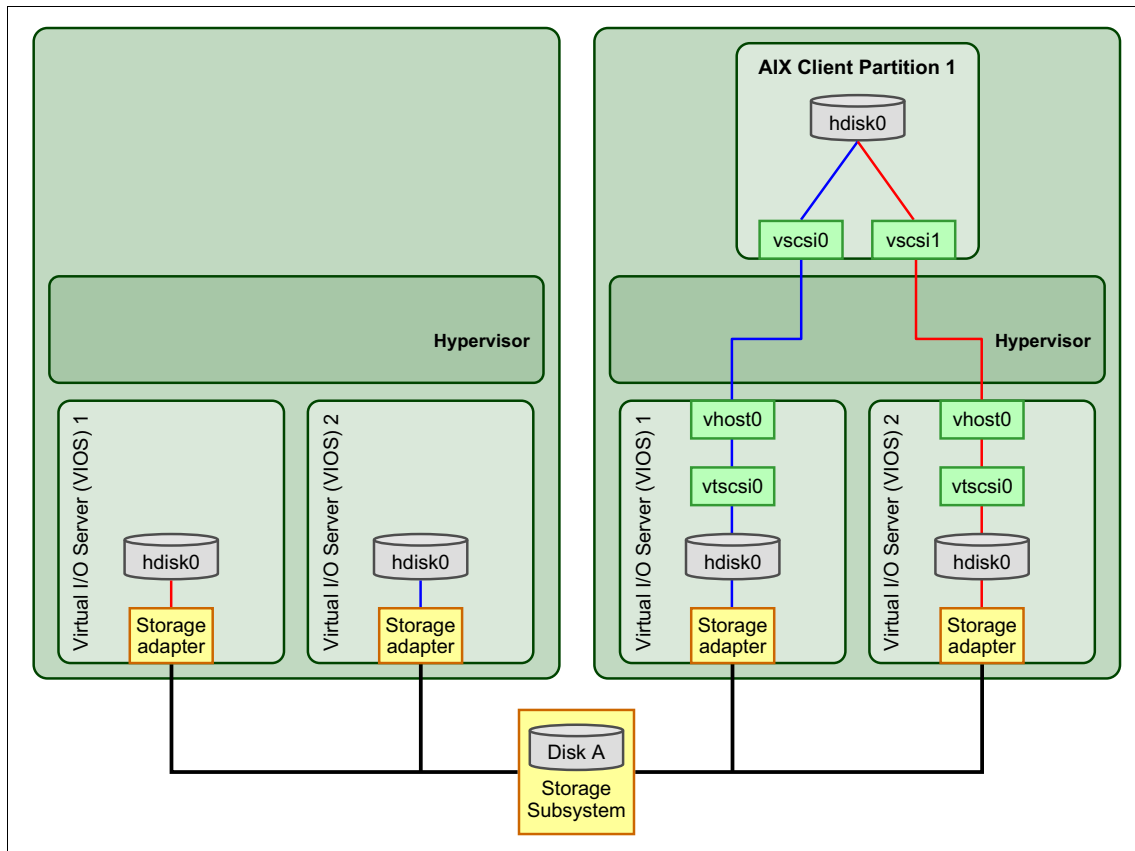 AIX Client Partition 1
hdisk0
vscsi0
vscsi1
Hypervisor
Hypervisor
Virtual I/O Server (VIOS) 1
hdisk0
Storage
adapter
Virtual I/O Server (VIOS) 2
hdisk0
Storage
adapter
Virtual I/O Server (VIOS) 1
vhost0
vtscsi0
hdisk0
Storage
adapter
Virtual I/O Server (VIOS) 2
vhost0
vtscsi0
hdisk0
Storage
adapter
Disk A
Storage
Subsystem